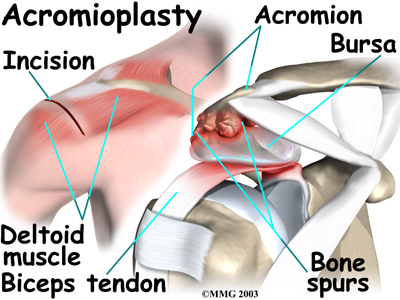 Acromioplasty
Acromion
Bursa
Incision
Deltoid
muscle
Biceps tendon
Bone
spurs
©MMG 2003